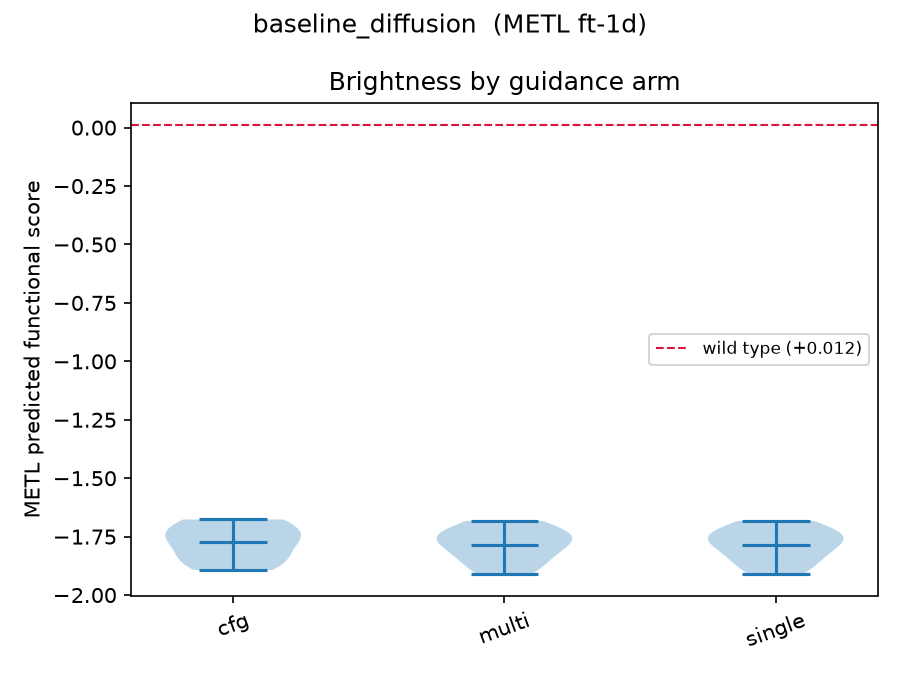 baseline_diffusion  (METL ft-1d)
Brightness by guidance arm
METL predicted functional score
0.00
−0.25
−0.50
−0.75
−1.00
−1.25
−1.50
−1.75
−2.00
wild type (+0.012)
cfg
multi
single